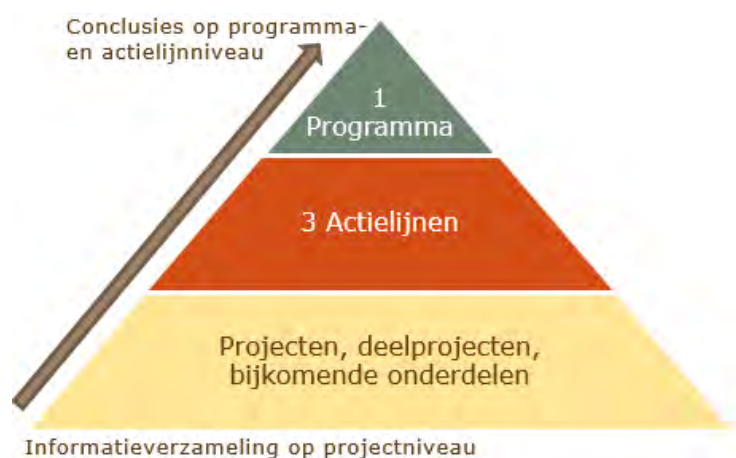 Conclusies op programma-
en actielijnniveau
1
Programma
3 Actielijnen
Projecten, deelprojecten,
bijkomende onderdelen
Informatieverzameling op projectniveau